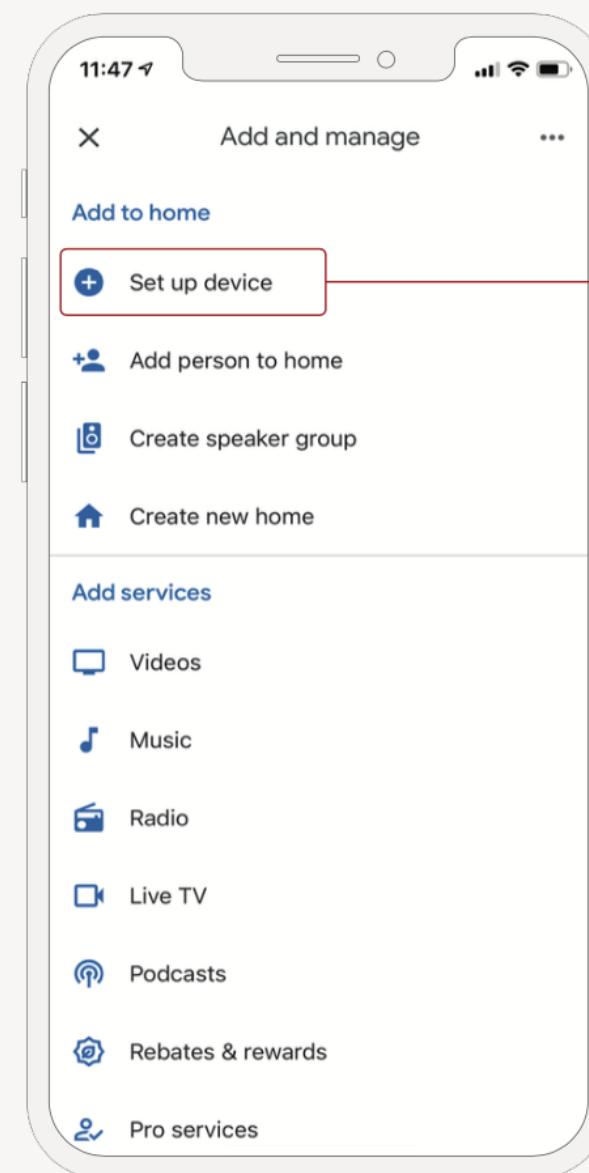 11:47
Add and manage
Add to home
Set up device
Add person to home
Create speaker group
Create new home
Add services
Videos
Music
Radio
Live TV
Podcasts
Rebates & rewards
Pro services